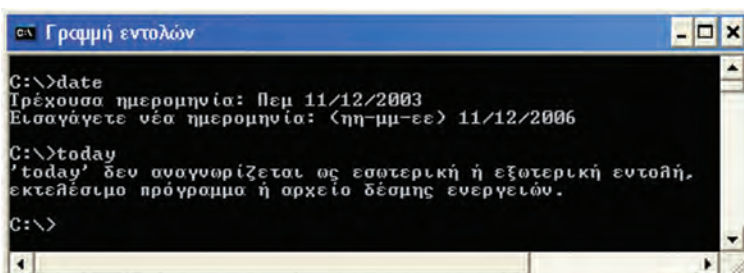 Γραμμή εντολών
C:\>date
Τρέχουσα ημερομηνία: Πεμ 11/12/2003
Εισαγάγετε νέα ημερομηνία: (ηη-μμ-εε) 11/12/2006
C:\>today
'today' δεν αναγνωρίζεται ως εσωτερική ή εξωτερική εντολή,
εκτελέσιμο πρόγραμμα ή αρχείο δέσμης ενεργειών.
C:\>